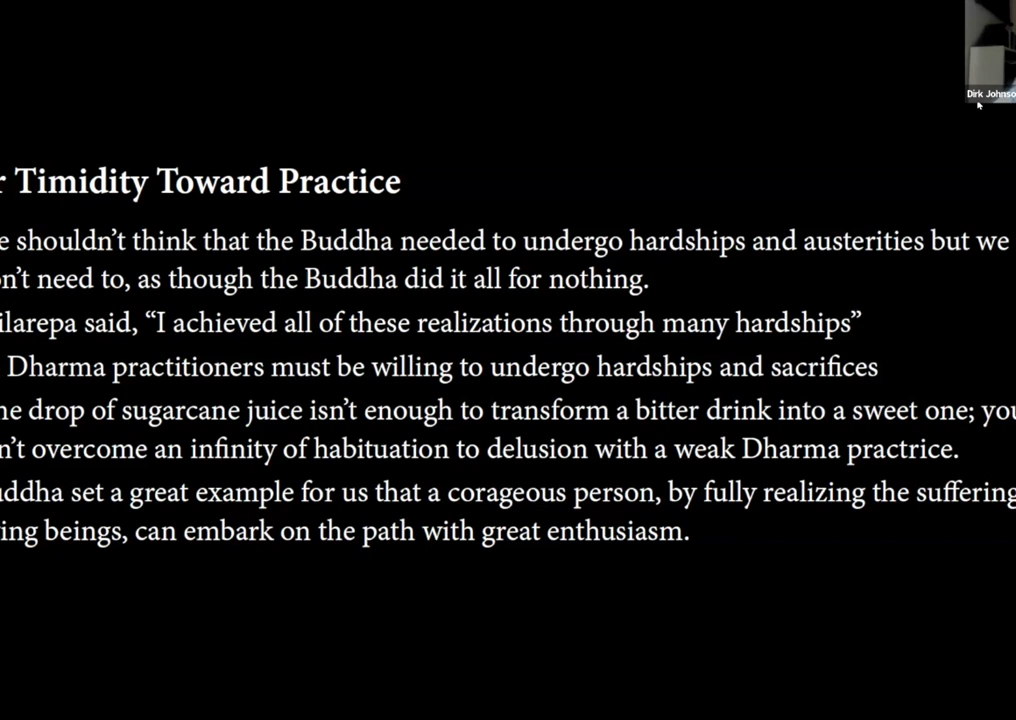 Dirk Johnso
r Timidity Toward Practice
e shouldn't think that the Buddha needed to undergo hardships and austerities but we
n't need to, as though the Buddha did it all for nothing.
ilarepa said, “I achieved all of these realizations through many hardships”
Dharma practitioners must be willing to undergo hardships and sacrifices
ne drop of sugarcane juice isn't enough to transform a bitter drink into a sweet one; you
n't overcome an infinity of habituation to delusion with a weak Dharma practrice.
uddha set a great example for us that a corageous person, by fully realizing the suffering
ing beings, can embark on the path with great enthusiasm.